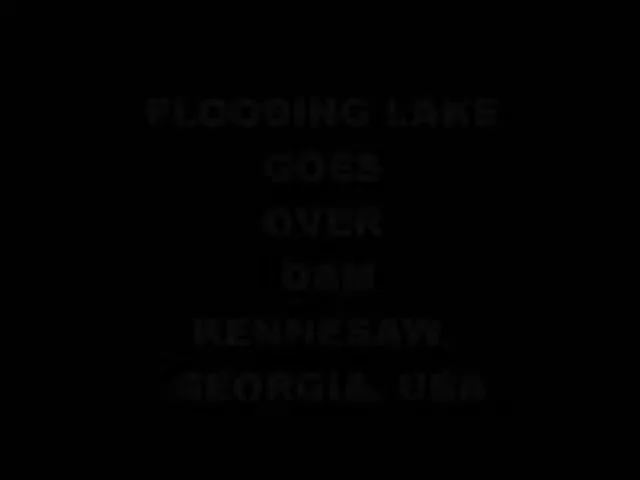 FLOODING LAKE
GOES
OVER
DAM
KENNESAW,
GEORGIA, USA